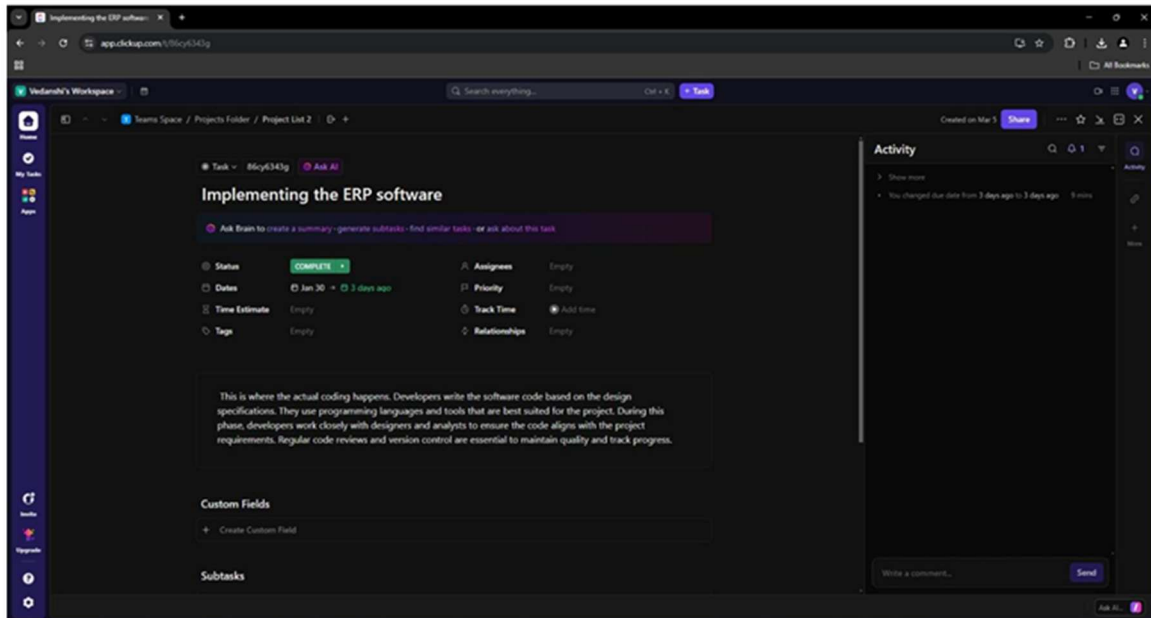 Implementing the ERP software
app.clickup.com/t/86cy6343g
All Bookmarks
V Vedanshi's Workspace
Search everything... Ctrl + K
+ Task
V
Home
My Tasks
Apps
Invite
Upgrade
Teams Space / Projects Folder / Project List 2
Created on Mar 5
Share
Task 86cy6343g Ask AI
Implementing the ERP software
Ask Brain to create a summary - generate subtasks - find similar tasks - or ask about this task
Status COMPLETE Assignees Empty
Dates Jan 30 → 3 days ago Priority Empty
Time Estimate Empty Track Time Add time
Tags Empty Relationships Empty
This is where the actual coding happens. Developers write the software code based on the design
specifications. They use programming languages and tools that are best suited for the project. During this
phase, developers work closely with designers and analysts to ensure the code aligns with the project
requirements. Regular code reviews and version control are essential to maintain quality and track progress.
Custom Fields
+ Create Custom Field
Subtasks
Activity
1
Show more
You changed due date from 3 days ago to 3 days ago 9 mins
Write a comment...
Send
Activity
More
Ask AI...